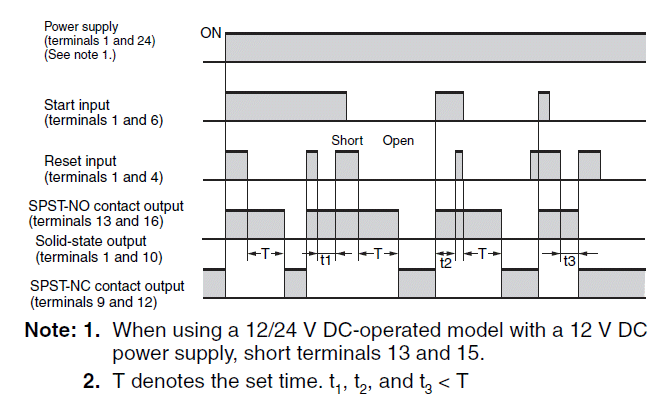 Power supply
(terminals 1 and 24)
(See note 1.)
ON
Start input
(terminals 1 and 6)
Short Open
Reset input
(terminals 1 and 4)
SPST-NO contact output
(terminals 13 and 16)
Solid-state output
(terminals 1 and 10)
T t1 T t2 T t3
SPST-NC contact output
(terminals 9 and 12)
Note: 1. When using a 12/24 V DC-operated model with a 12 V DC
power supply, short terminals 13 and 15.
2. T denotes the set time. t₁, t₂, and t₃ < T